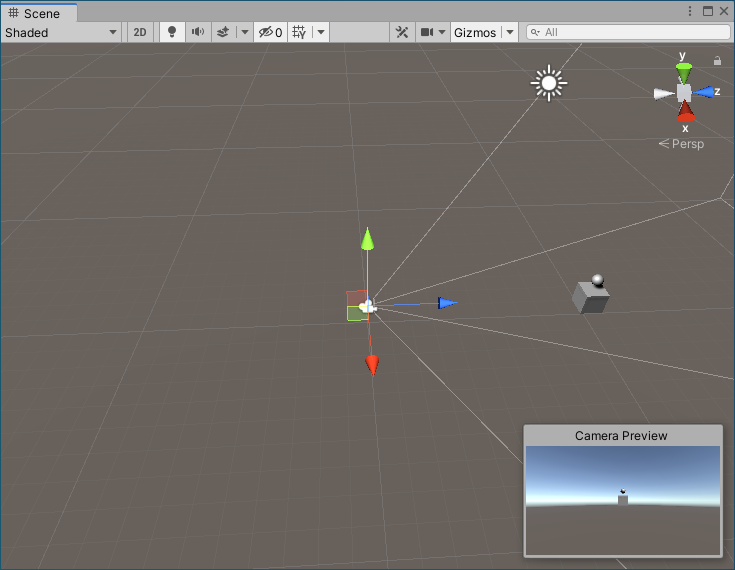 Scene
Shaded 2D 0 Gizmos All
y
z
x
Persp
Camera Preview